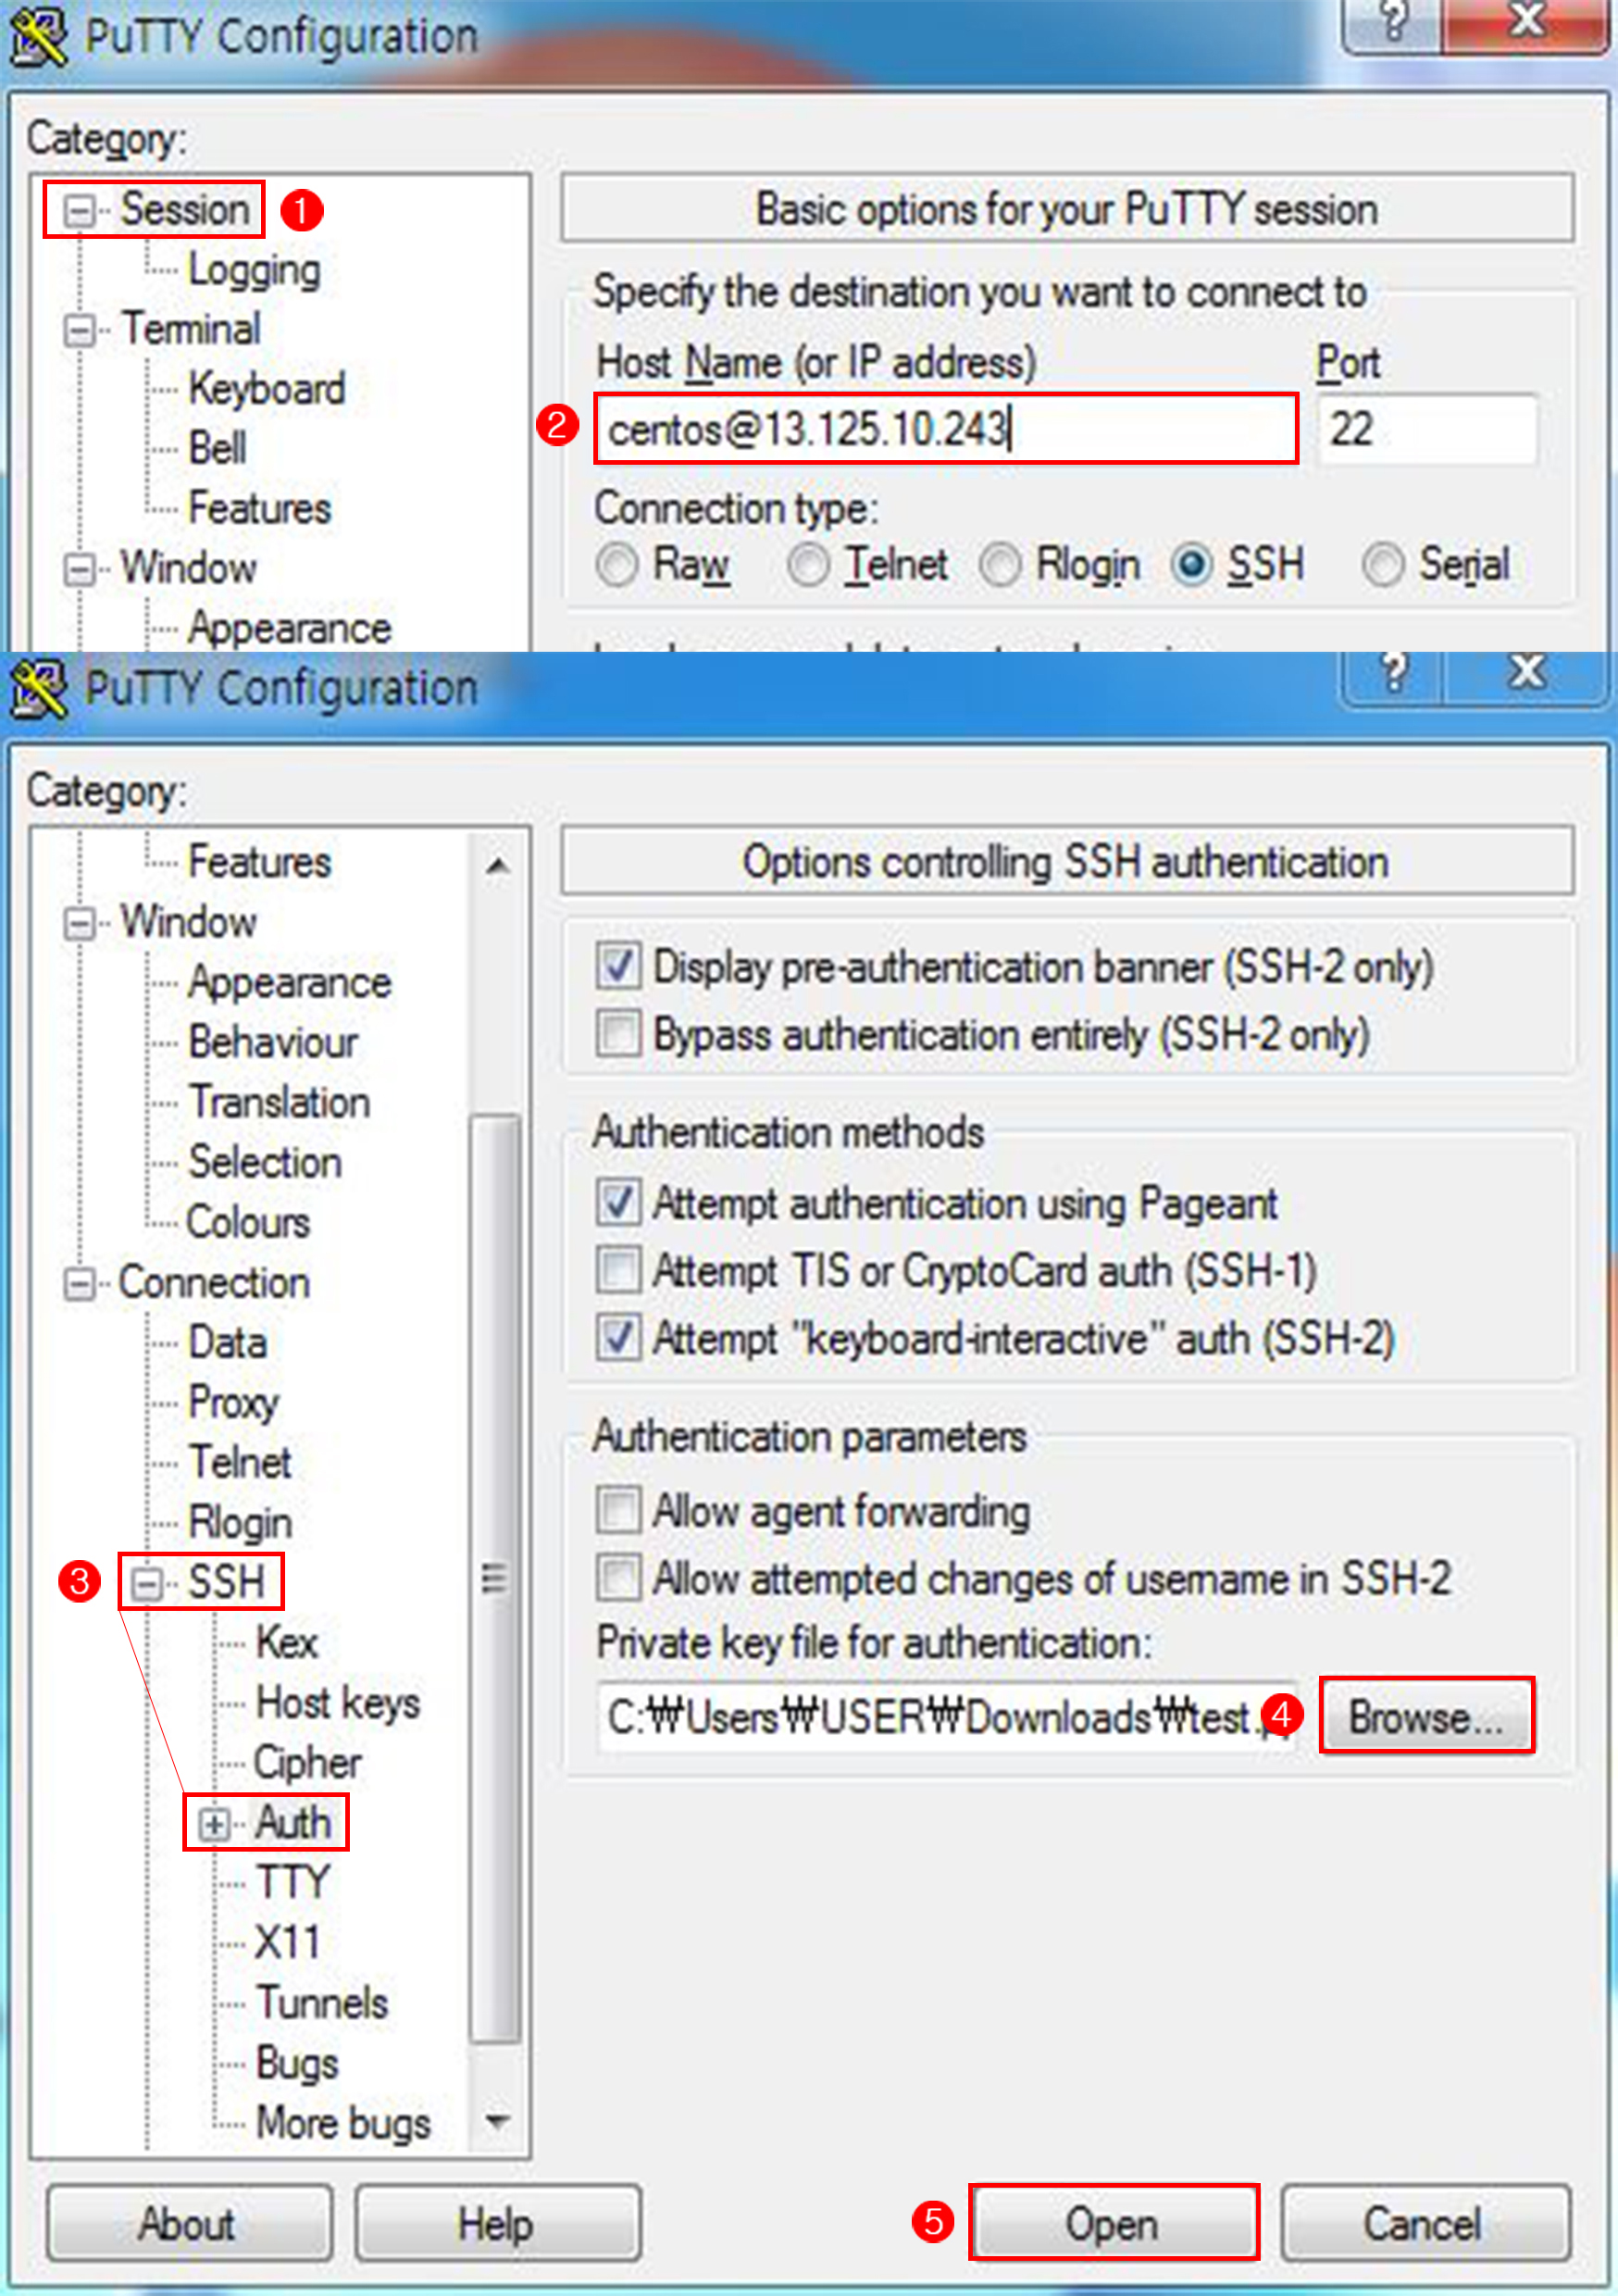 PuTTY Configuration
Category:
Session ①
Logging
Terminal
Keyboard
Bell
Features
Window
Appearance
Basic options for your PuTTY session
Specify the destination you want to connect to
Host Name (or IP address) Port
② centos@13.125.10.243 22
Connection type:
Raw Telnet Rlogin SSH Serial
PuTTY Configuration
Category:
Features
Window
Appearance
Behaviour
Translation
Selection
Colours
Connection
Data
Proxy
Telnet
Rlogin
③ SSH
Kex
Host keys
Cipher
Auth
TTY
X11
Tunnels
Bugs
More bugs
Options controlling SSH authentication
Display pre-authentication banner (SSH-2 only)
Bypass authentication entirely (SSH-2 only)
Authentication methods
Attempt authentication using Pageant
Attempt TIS or CryptoCard auth (SSH-1)
Attempt "keyboard-interactive" auth (SSH-2)
Authentication parameters
Allow agent forwarding
Allow attempted changes of username in SSH-2
Private key file for authentication:
C:₩Users₩USER₩Downloads₩test. ④ Browse...
About Help ⑤ Open Cancel